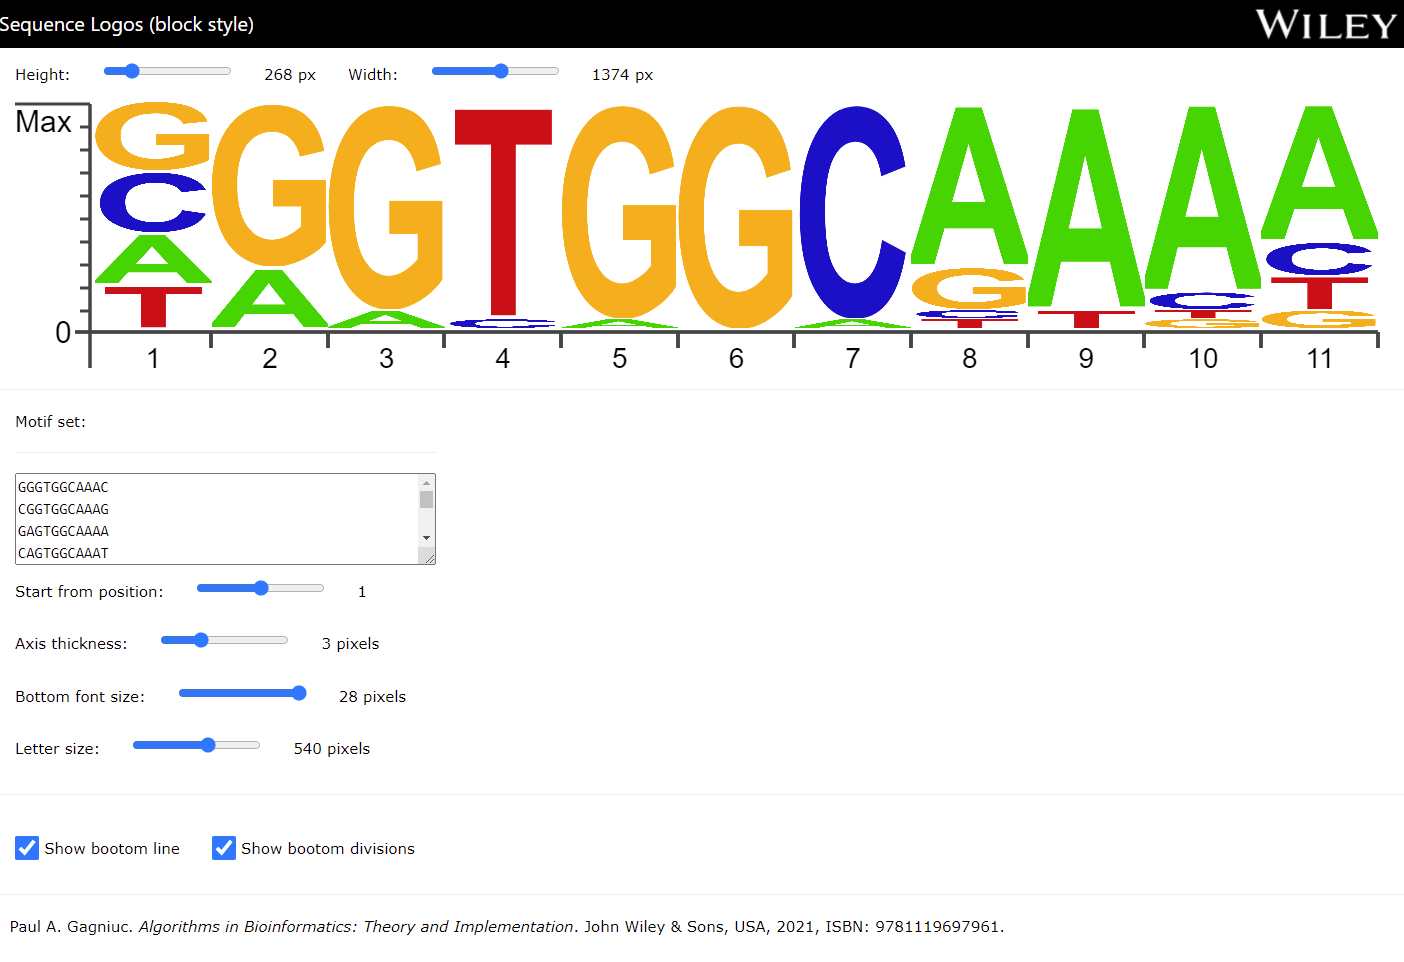 Sequence Logos (block style)
WILEY
Height: 268 px Width: 1374 px
Max
0
G G G T G G C A A A A
C A A C A A G T C C
A C T T
T T G G
1 2 3 4 5 6 7 8 9 10 11
Motif set:
GGGTGGCAAAC
CGGTGGCAAAG
GAGTGGCAAAA
CAGTGGCAAAT
Start from position: 1
Axis thickness: 3 pixels
Bottom font size: 28 pixels
Letter size: 540 pixels
Show bootom line Show bootom divisions
Paul A. Gagniuc. Algorithms in Bioinformatics: Theory and Implementation. John Wiley & Sons, USA, 2021, ISBN: 9781119697961.